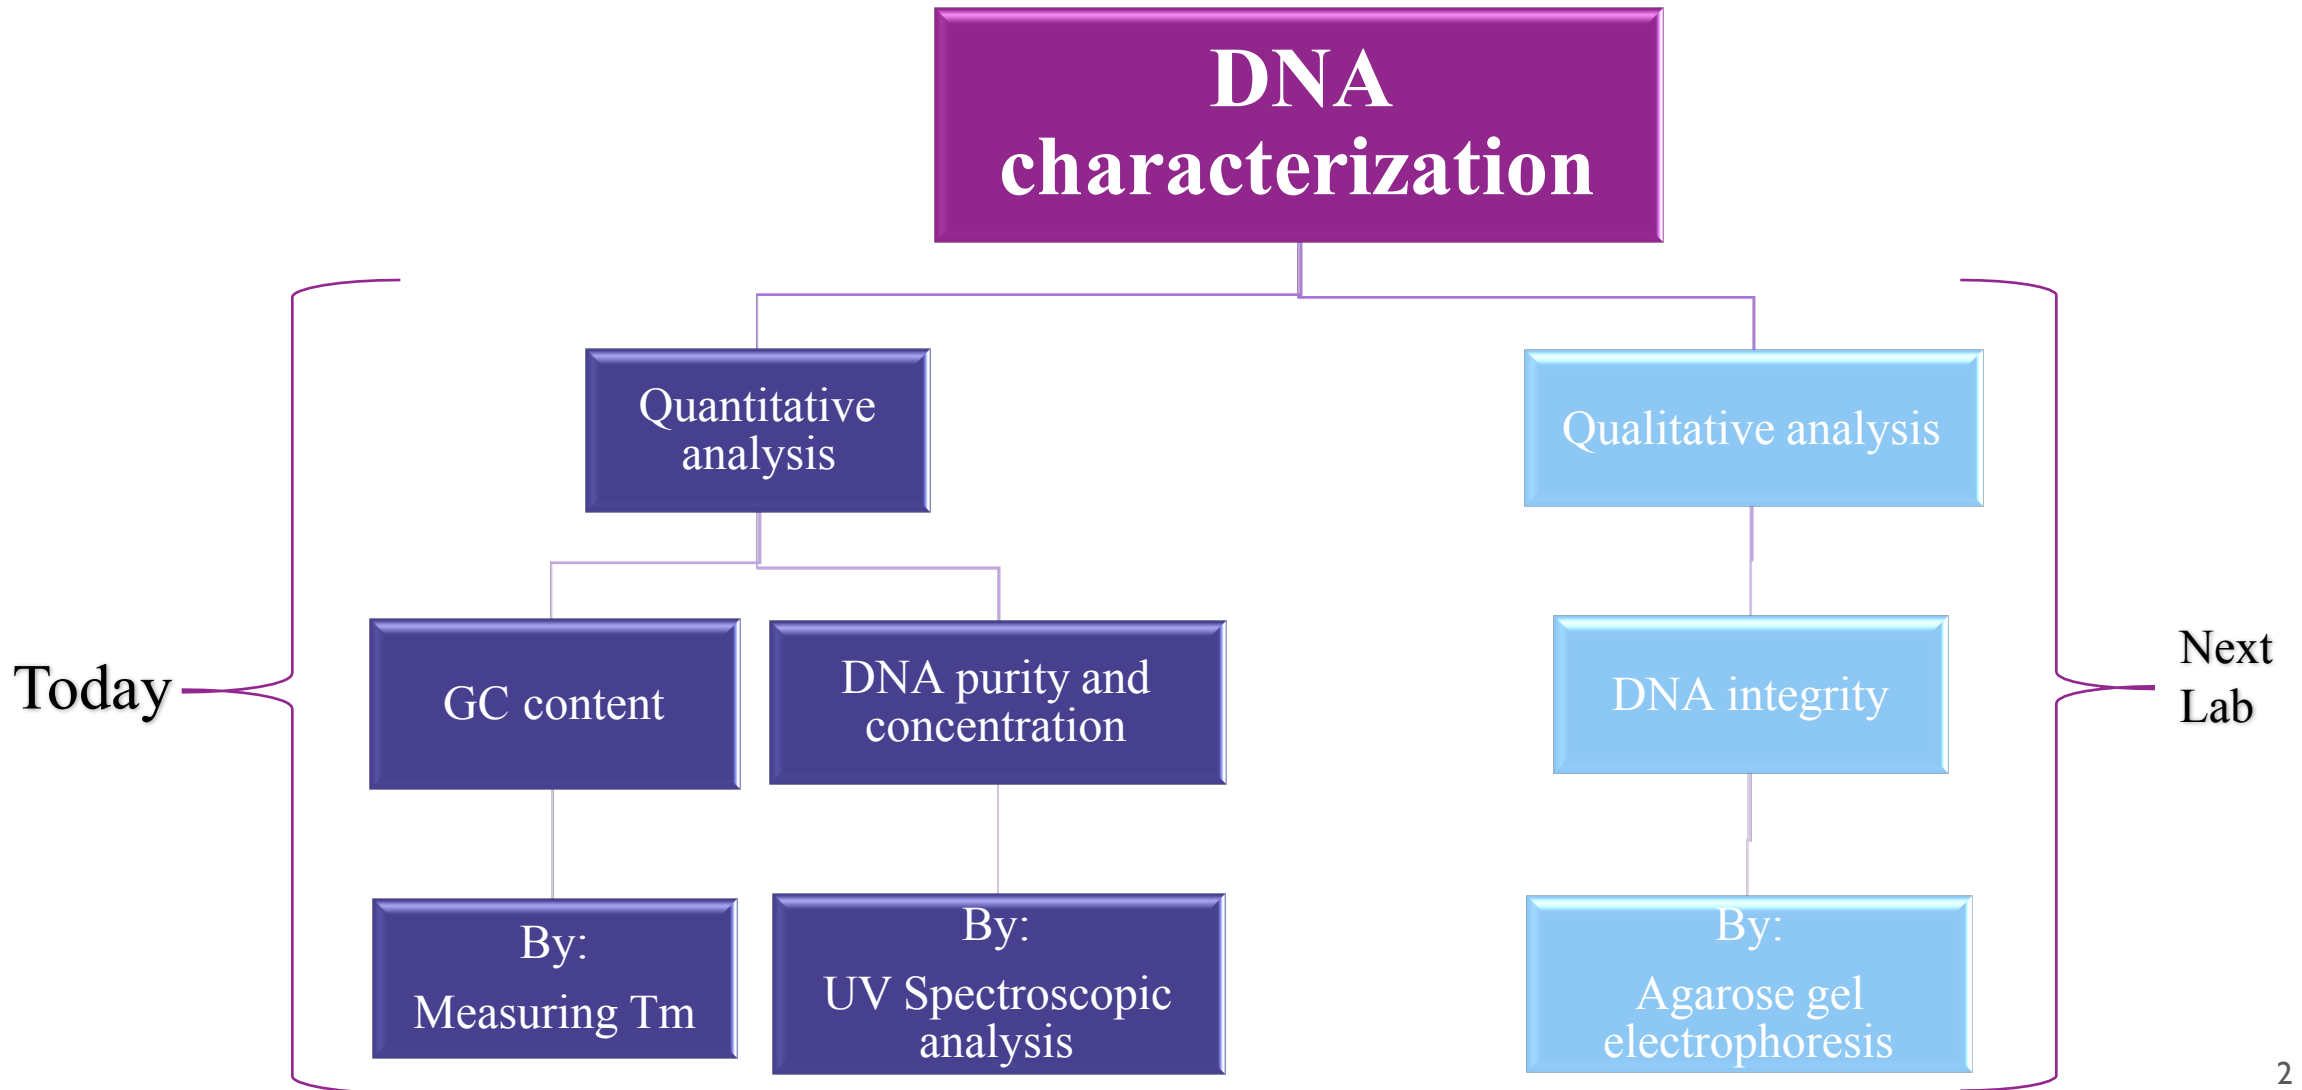 DNA
characterization
Quantitative
analysis
Qualitative analysis
Today
GC content
DNA purity and
concentration
DNA integrity
Next
Lab
By:
Measuring Tm
By:
UV Spectroscopic
analysis
By:
Agarose gel
electrophoresis
2